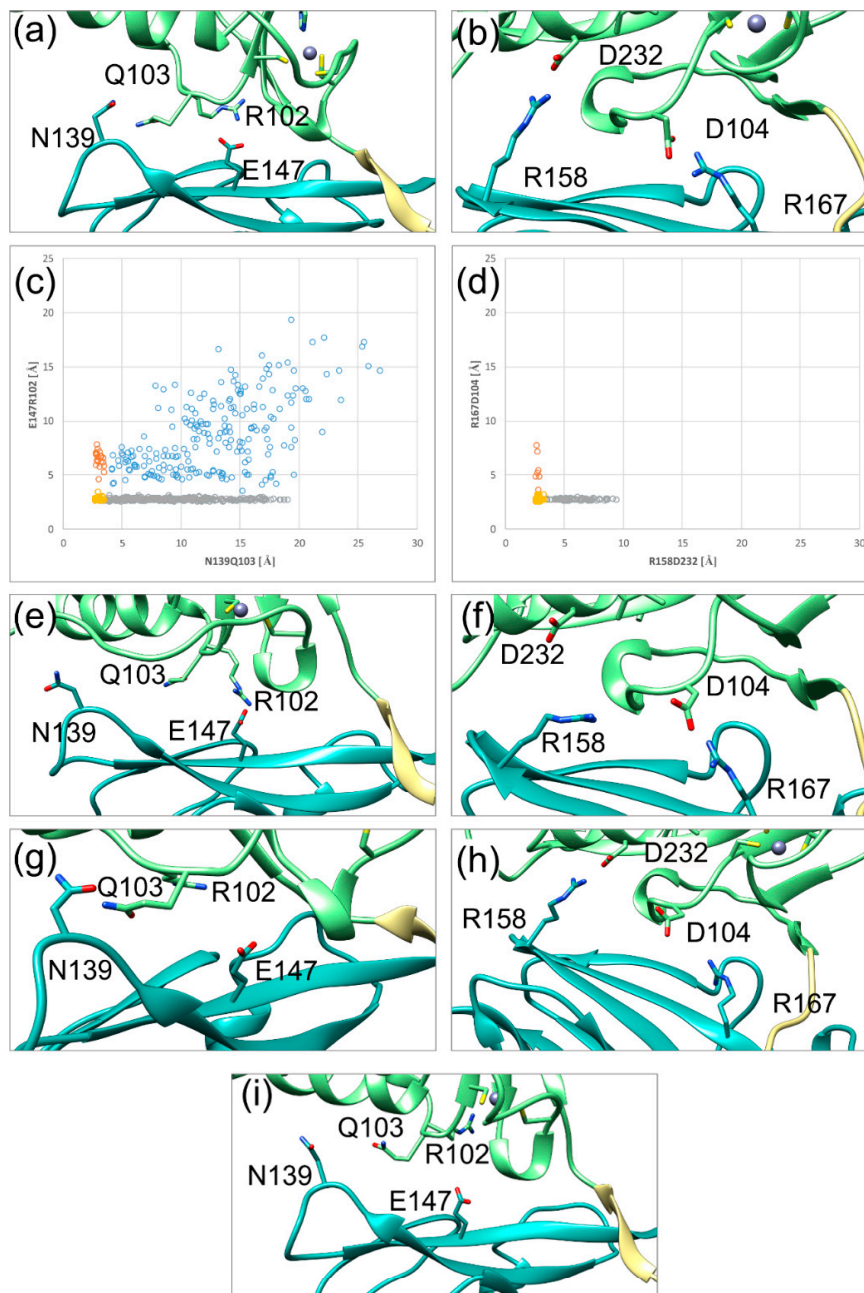 (a)
Q103
N139
R102
E147
(b)
D232
D104
R158
R167
(c)
25
20
15
10
5
0
E147R102 [Å]
0 5 10 15 20 25 30
N139Q103 [Å]
(d)
25
20
15
10
5
0
R167D104 [Å]
0 5 10 15 20 25 30
R158D232 [Å]
(e)
Q103
R102
N139
E147
(f)
D232
D104
R158
R167
(g)
Q103
R102
N139
E147
(h)
D232
R158
D104
R167
(i)
Q103
R102
N139
E147